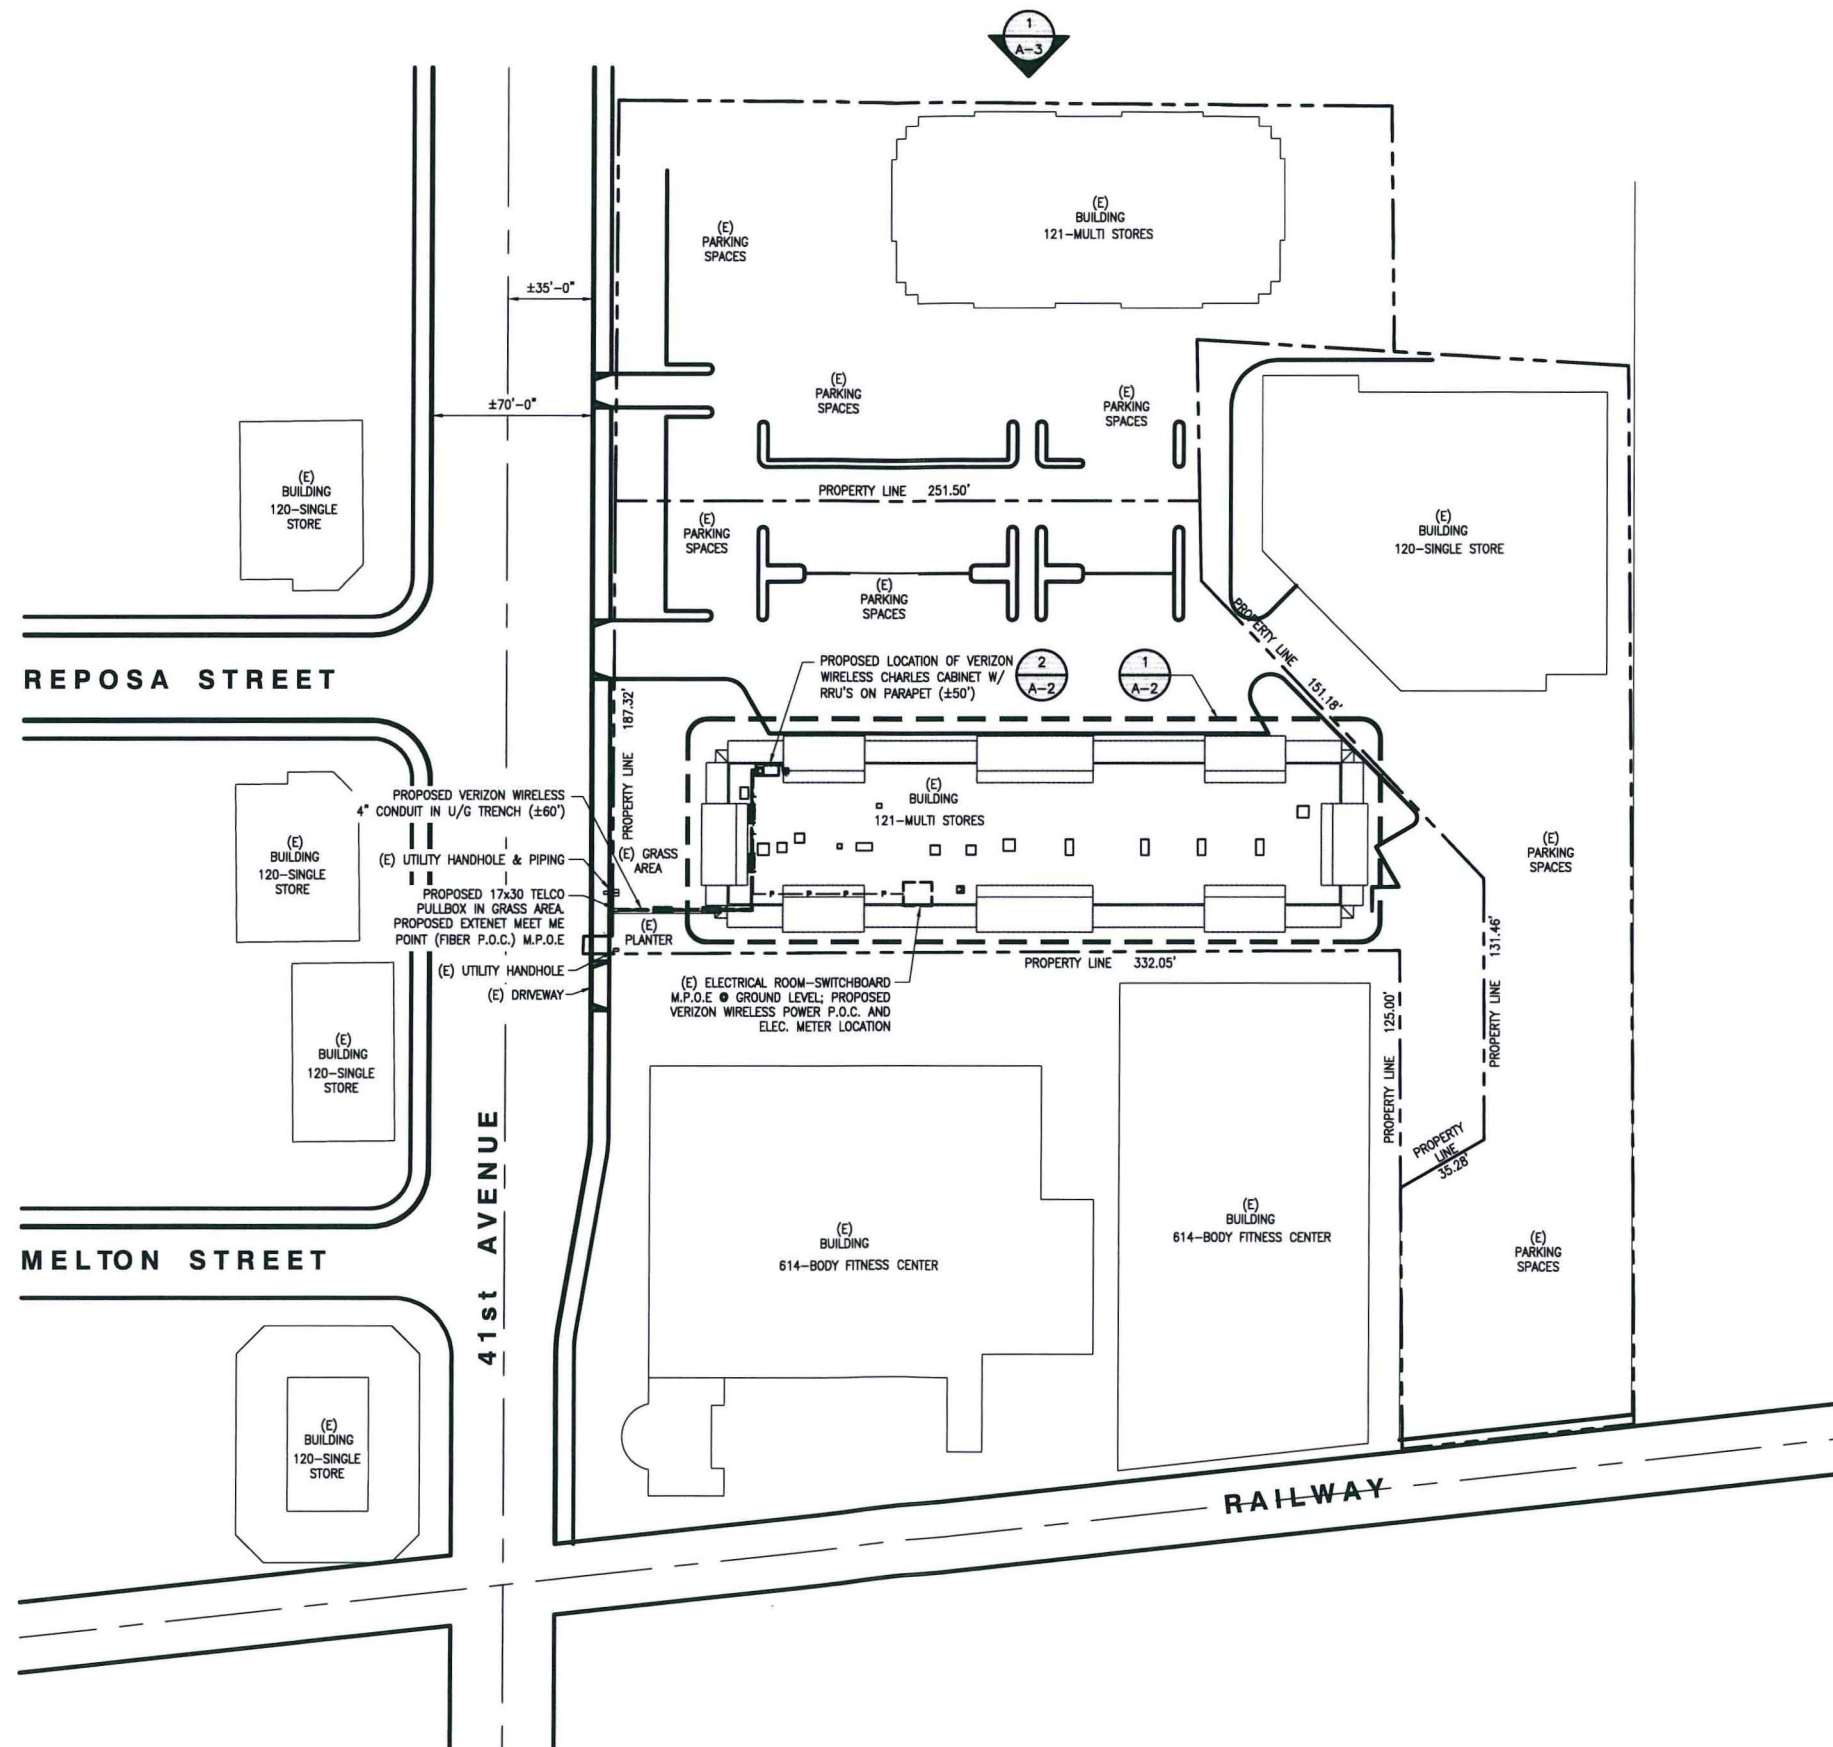 1
A-3
(E)
BUILDING
121-MULTI STORES
(E)
PARKING
SPACES
±35'-0"
±70'-0"
(E)
PARKING
SPACES
(E)
PARKING
SPACES
(E)
BUILDING
120-SINGLE
STORE
PROPERTY LINE 251.50'
(E)
PARKING
SPACES
(E)
BUILDING
120-SINGLE STORE
(E)
PARKING
SPACES
PROPERTY LINE 151.18'
REPOSA STREET
PROPOSED LOCATION OF VERIZON
WIRELESS CHARLES CABINET W/
RRU'S ON PARAPET (±50')
2
A-2
1
A-2
PROPERTY LINE 187.32'
PROPOSED VERIZON WIRELESS
4" CONDUIT IN U/G TRENCH (±60')
(E)
BUILDING
121-MULTI STORES
(E)
BUILDING
120-SINGLE
STORE
(E) UTILITY HANDHOLE & PIPING
(E) GRASS
AREA
(E)
PARKING
SPACES
PROPOSED 17x30 TELCO
PULLBOX IN GRASS AREA.
PROPOSED EXTENET MEET ME
POINT (FIBER P.O.C.) M.P.O.E
P P P P
(E)
PLANTER
(E) UTILITY HANDHOLE
(E) DRIVEWAY
PROPERTY LINE 332.05'
(E) ELECTRICAL ROOM-SWITCHBOARD
M.P.O.E @ GROUND LEVEL; PROPOSED
VERIZON WIRELESS POWER P.O.C. AND
ELEC. METER LOCATION
PROPERTY LINE 131.46'
PROPERTY LINE 125.00'
(E)
BUILDING
120-SINGLE
STORE
PROPERTY
LINE
35.28'
41st AVENUE
(E)
BUILDING
614-BODY FITNESS CENTER
(E)
BUILDING
614-BODY FITNESS CENTER
(E)
PARKING
SPACES
MELTON STREET
(E)
BUILDING
120-SINGLE
STORE
RAILWAY